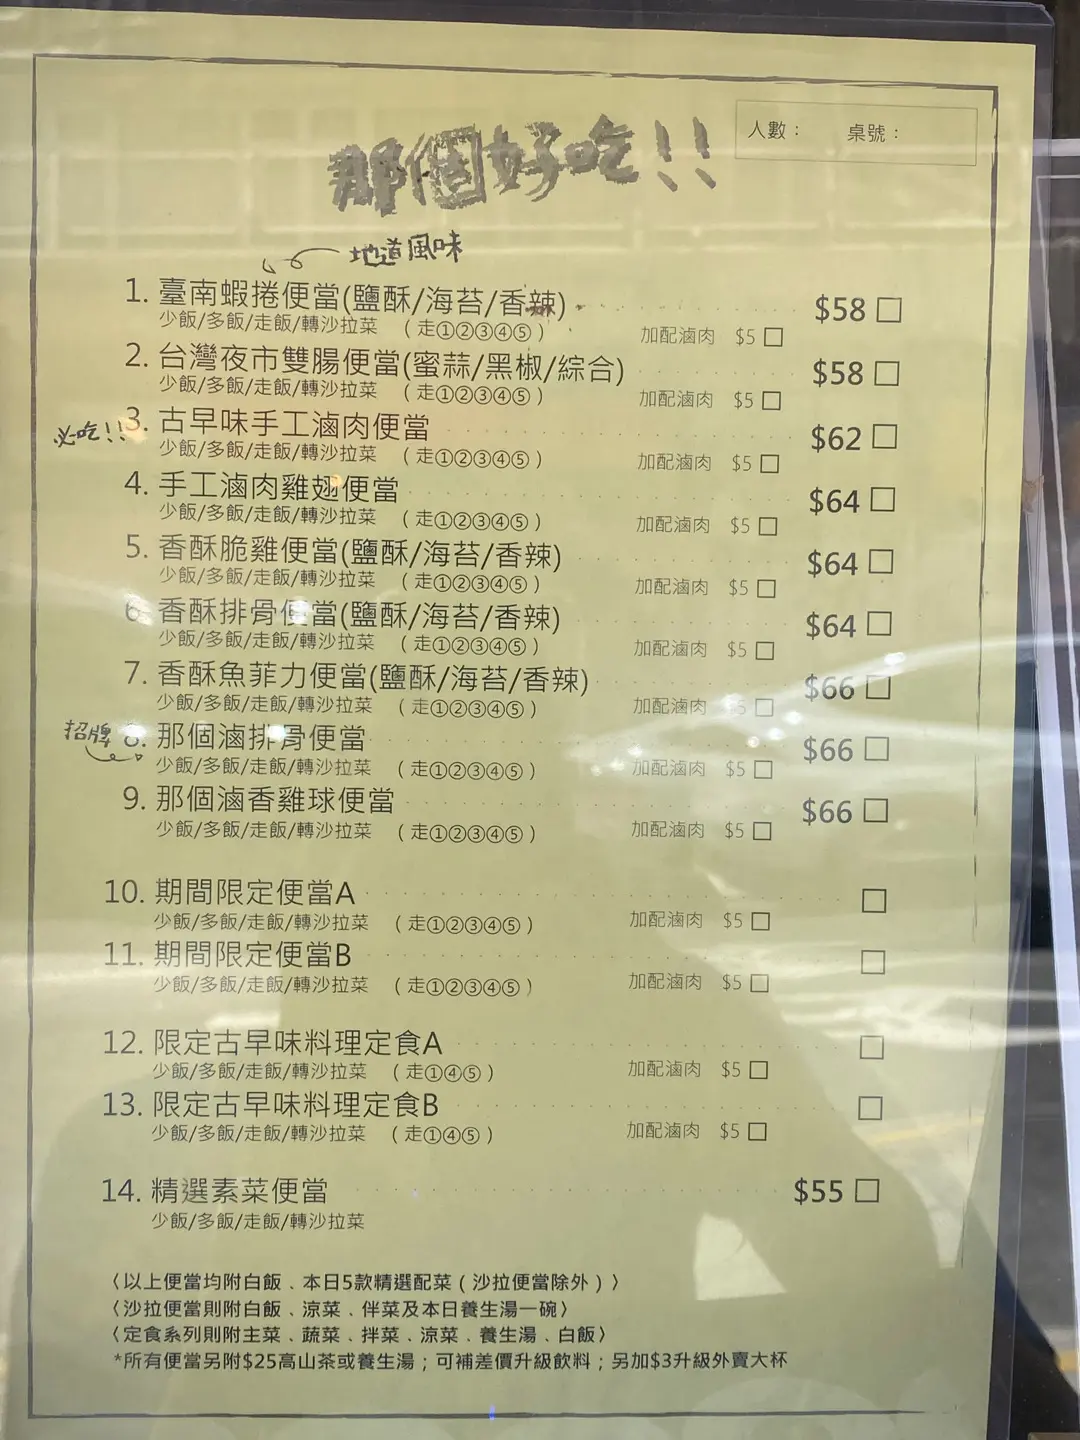 人數： 桌號：
那個好吃!!
地道風味
1. 臺南蝦捲便當(鹽酥/海苔/香辣) $58 □
少飯/多飯/走飯/轉沙拉菜 (走①②③④⑤) 加配滷肉 $5 □
2. 台灣夜市雙腸便當(蜜蒜/黑椒/綜合) $58 □
少飯/多飯/走飯/轉沙拉菜 (走①②③④⑤) 加配滷肉 $5 □
必吃!!
3. 古早味手工滷肉便當 $62 □
少飯/多飯/走飯/轉沙拉菜 (走①②③④⑤) 加配滷肉 $5 □
4. 手工滷肉雞翅便當 $64 □
少飯/多飯/走飯/轉沙拉菜 (走①②③④⑤) 加配滷肉 $5 □
5. 香酥脆雞便當(鹽酥/海苔/香辣) $64 □
少飯/多飯/走飯/轉沙拉菜 (走①②③④⑤) 加配滷肉 $5 □
6. 香酥排骨便當(鹽酥/海苔/香辣) $64 □
少飯/多飯/走飯/轉沙拉菜 (走①②③④⑤) 加配滷肉 $5 □
7. 香酥魚菲力便當(鹽酥/海苔/香辣) $66 □
少飯/多飯/走飯/轉沙拉菜 (走①②③④⑤) 加配滷肉 $5 □
招牌
8. 那個滷排骨便當 $66 □
少飯/多飯/走飯/轉沙拉菜 (走①②③④⑤) 加配滷肉 $5 □
9. 那個滷香雞球便當 $66 □
少飯/多飯/走飯/轉沙拉菜 (走①②③④⑤) 加配滷肉 $5 □
10. 期間限定便當A □
少飯/多飯/走飯/轉沙拉菜 (走①②③④⑤) 加配滷肉 $5 □
11. 期間限定便當B □
少飯/多飯/走飯/轉沙拉菜 (走①②③④⑤) 加配滷肉 $5 □
12. 限定古早味料理定食A □
少飯/多飯/走飯/轉沙拉菜 (走①④⑤) 加配滷肉 $5 □
13. 限定古早味料理定食B □
少飯/多飯/走飯/轉沙拉菜 (走①④⑤) 加配滷肉 $5 □
14. 精選素菜便當 $55 □
少飯/多飯/走飯/轉沙拉菜
〈以上便當均附白飯﹑本日5款精選配菜（沙拉便當除外）〉
〈沙拉便當則附白飯﹑涼菜﹑伴菜及本日養生湯一碗〉
〈定食系列則附主菜﹑蔬菜﹑拌菜﹑涼菜﹑養生湯﹑白飯〉
*所有便當另附$25高山茶或養生湯；可補差價升級飲料；另加$3升級外賣大杯